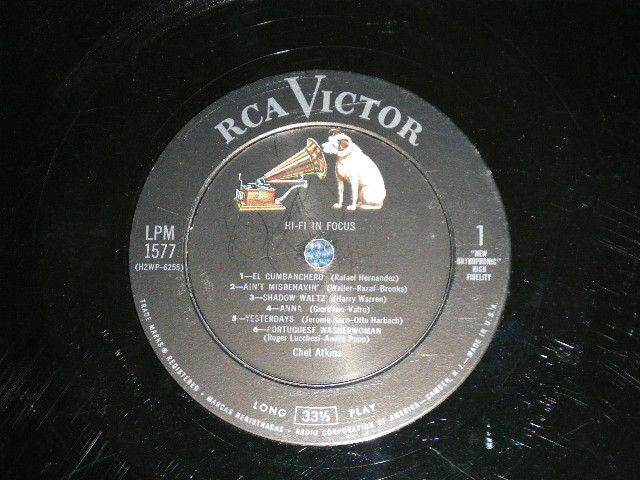 RCA VICTOR
HI-FI IN FOCUS
LPM
1577
(H2WP-6255)
1
"NEW
ORTHOPHONIC"
HIGH
FIDELITY
1—EL CUMBANCHERO (Rafael Hernandez)
2—AIN'T MISBEHAVIN' (Waller-Razaf-Brooks)
3—SHADOW WALTZ (Harry Warren)
4—ANNA (Giordano-Vatro)
5—YESTERDAYS (Jerome Kern-Otto Harbach)
6—PORTUGUESE WASHERWOMAN
(Roger Lucchesi-André Popp)
Chet Atkins
LONG 33⅓ PLAY
TRADE MARKS ® REGISTERED • MARCAS REGISTRADAS • RADIO CORPORATION OF AMERICA—CAMDEN, N.J. — MADE IN U.S.A.